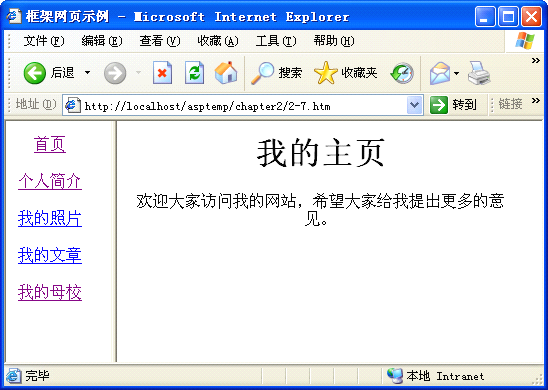 框架网页示例 - Microsoft Internet Explorer
文件(F) 编辑(E) 查看(V) 收藏(A) 工具(T) 帮助(H)
后退 搜索 收藏夹
地址(D) http://localhost/asptemp/chapter2/2-7.htm 转到 链接
首页
个人简介
我的照片
我的文章
我的母校
我的主页
欢迎大家访问我的网站，希望大家给我提出更多的意
见。
完毕 本地 Intranet